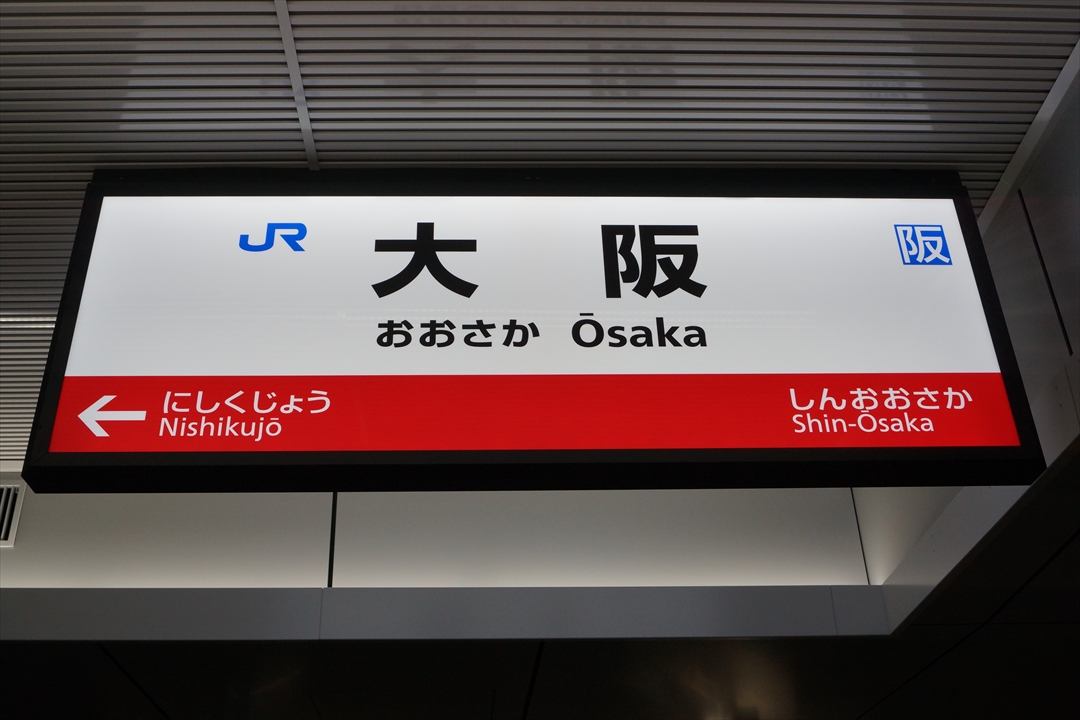 JR 大阪 阪
おおさか Ōsaka
← にしくじょう しんおおさか
Nishikujō Shin-Ōsaka